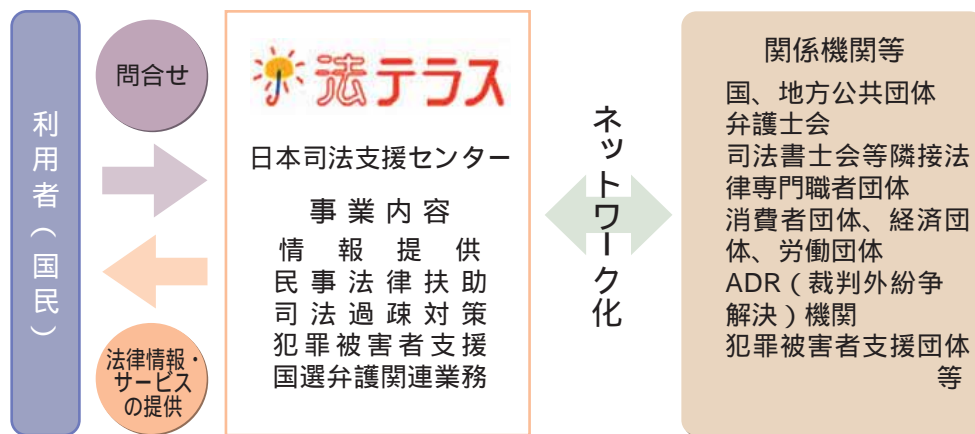 利用者（国民）
問合せ
法律情報・
サービス
の提供
法テラス
日本司法支援センター
事業内容
情報提供
民事法律扶助
司法過疎対策
犯罪被害者支援
国選弁護関連業務
ネットワーク化
関係機関等
国、地方公共団体
弁護士会
司法書士会等隣接法
律専門職者団体
消費者団体、経済団
体、労働団体
ADR（裁判外紛争
解決）機関
犯罪被害者支援団体
等